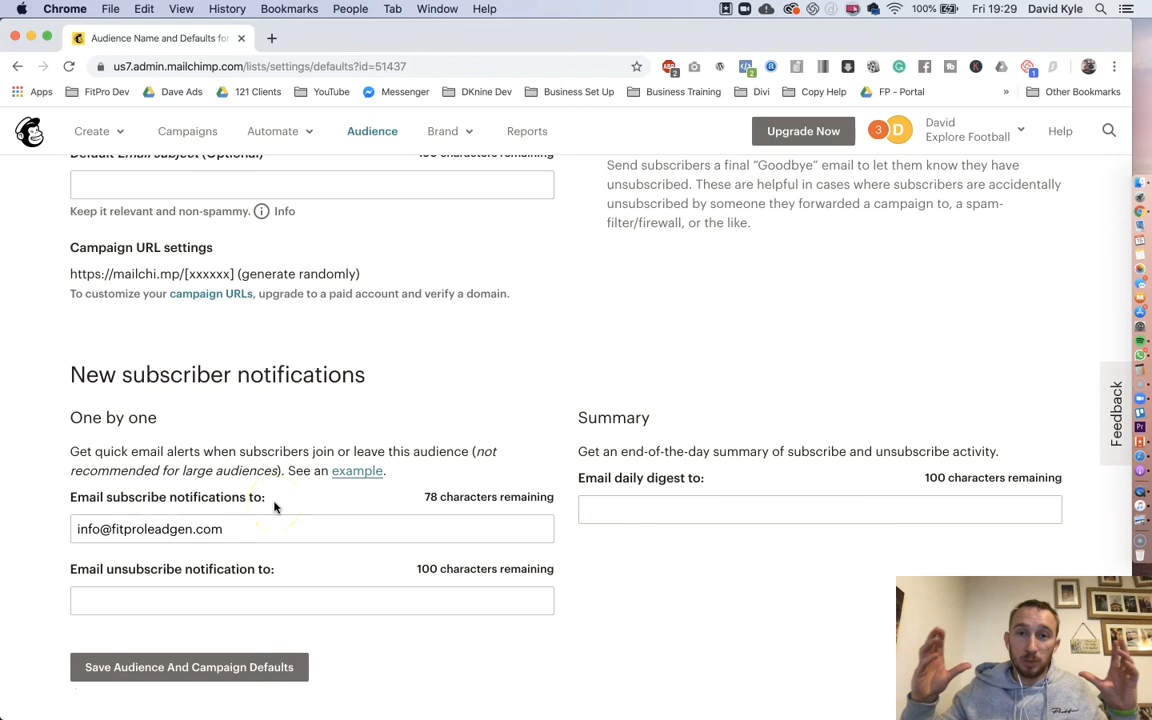 Chrome File Edit View History Bookmarks People Tab Window Help 100% Fri 19:29 David Kyle
Audience Name and Defaults for
us7.admin.mailchimp.com/lists/settings/defaults?id=51437
Apps FitPro Dev Dave Ads 121 Clients YouTube Messenger DKnine Dev Business Set Up Business Training Divi Copy Help FP - Portal » Other Bookmarks
Create Campaigns Automate Audience Brand Reports Upgrade Now 3 D David Explore Football Help
Default Email Subject (Optional) 100 characters remaining
Keep it relevant and non-spammy. Info
Campaign URL settings
https://mailchi.mp/[xxxxxx] (generate randomly)
To customize your campaign URLs, upgrade to a paid account and verify a domain.
Send subscribers a final “Goodbye” email to let them know they have
unsubscribed. These are helpful in cases where subscribers are accidentally
unsubscribed by someone they forwarded a campaign to, a spam-
filter/firewall, or the like.
New subscriber notifications
One by one
Get quick email alerts when subscribers join or leave this audience (not
recommended for large audiences). See an example.
Email subscribe notifications to: 78 characters remaining
info@fitproleadgen.com
Email unsubscribe notification to: 100 characters remaining
Summary
Get an end-of-the-day summary of subscribe and unsubscribe activity.
Email daily digest to: 100 characters remaining
Save Audience And Campaign Defaults
Feedback